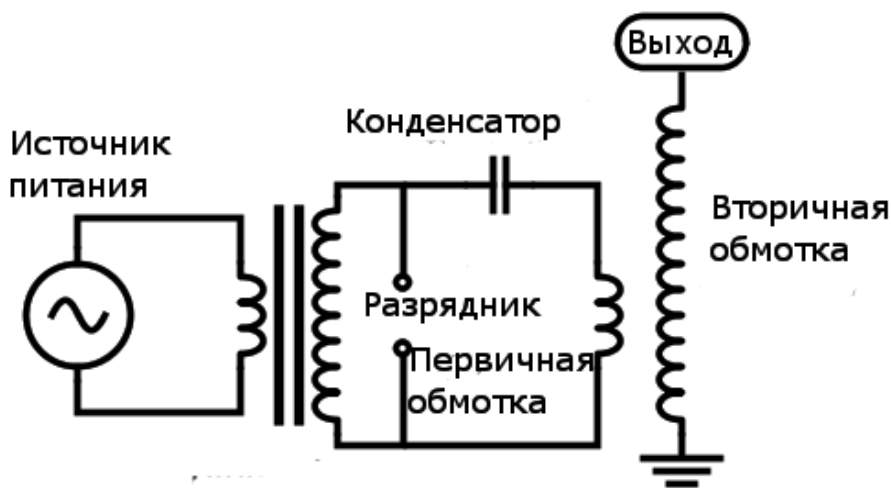 Выход
Конденсатор
Источник
питания
Вторичная
обмотка
Разрядник
Первичная
обмотка